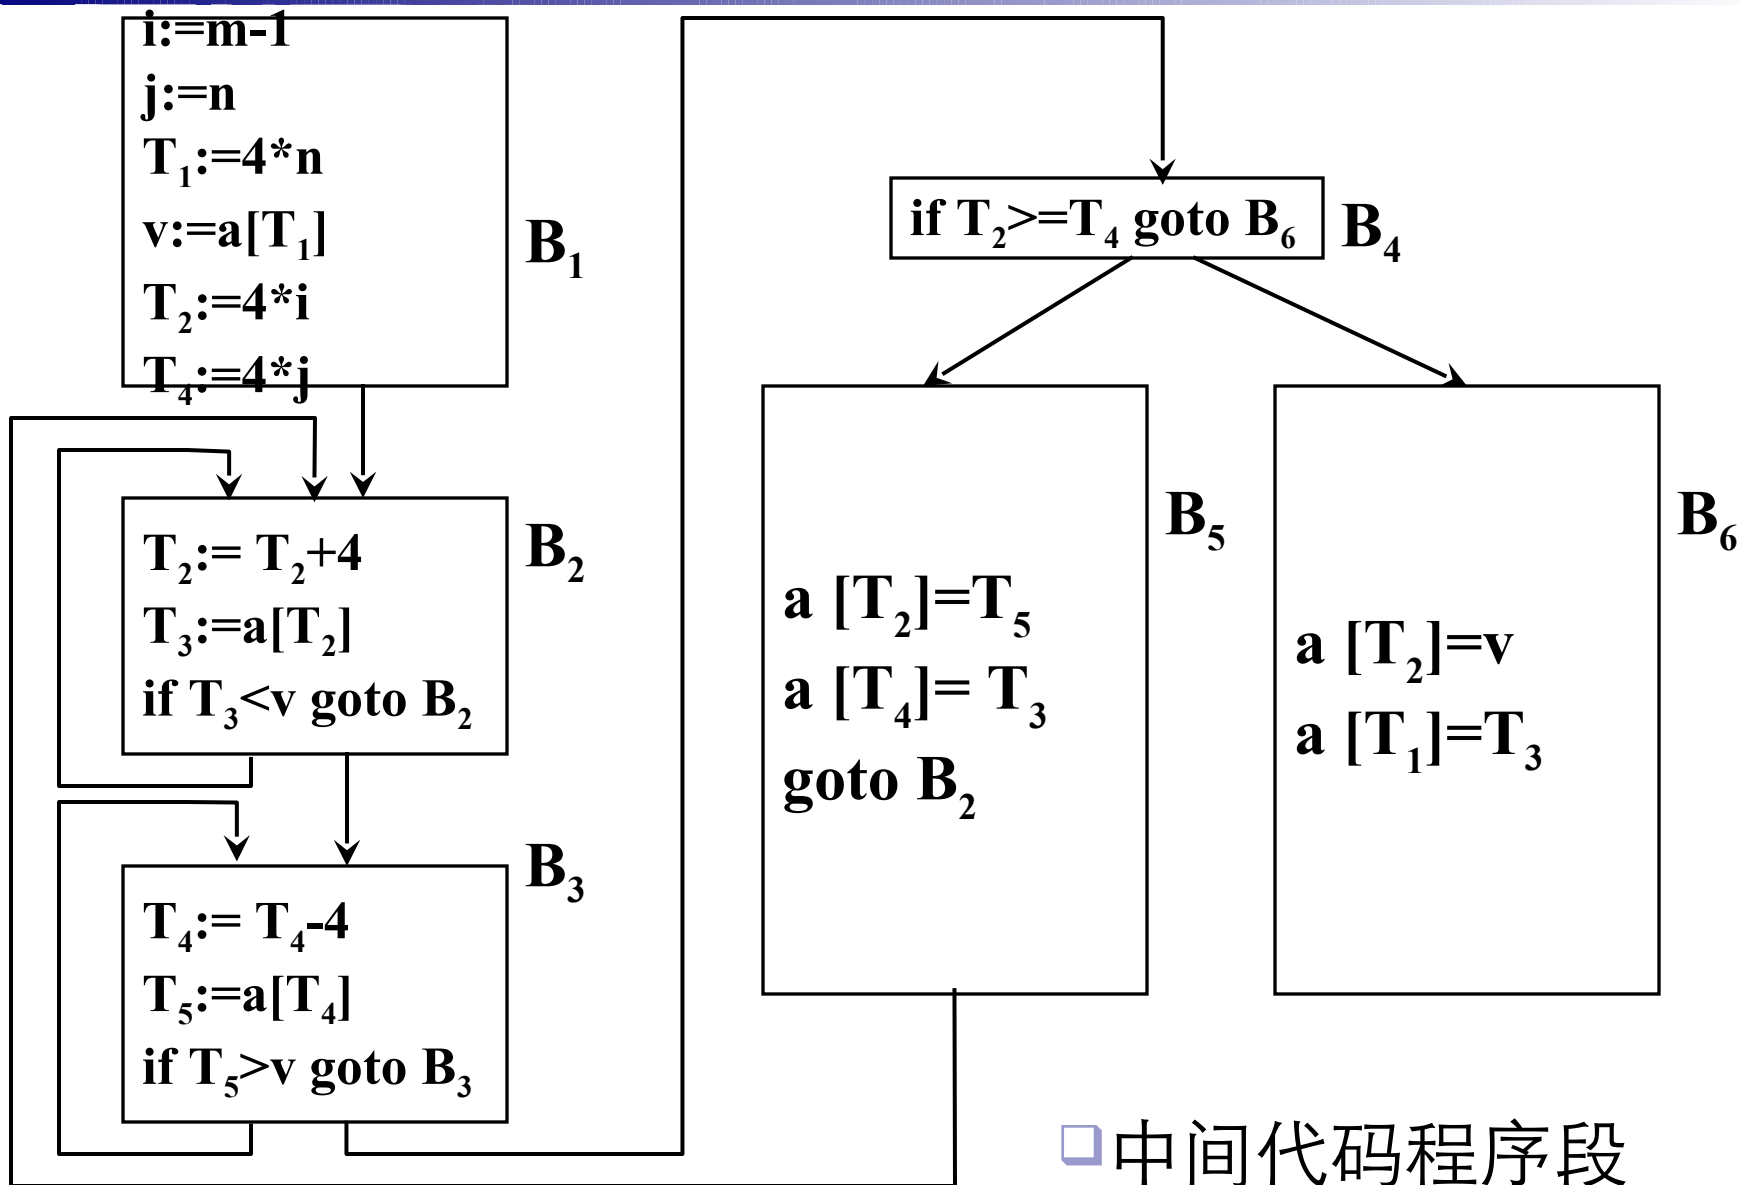 i:=m-1
j:=n
T₁:=4*n
v:=a[T₁]
T₂:=4*i
T₄:=4*j
B₁
T₂:= T₂+4
T₃:=a[T₂]
if T₃<v goto B₂
B₂
T₄:= T₄-4
T₅:=a[T₄]
if T₅>v goto B₃
B₃
if T₂>=T₄ goto B₆
B₄
a [T₂]=T₅
a [T₄]= T₃
goto B₂
B₅
a [T₂]=v
a [T₁]=T₃
B₆
中间代码程序段